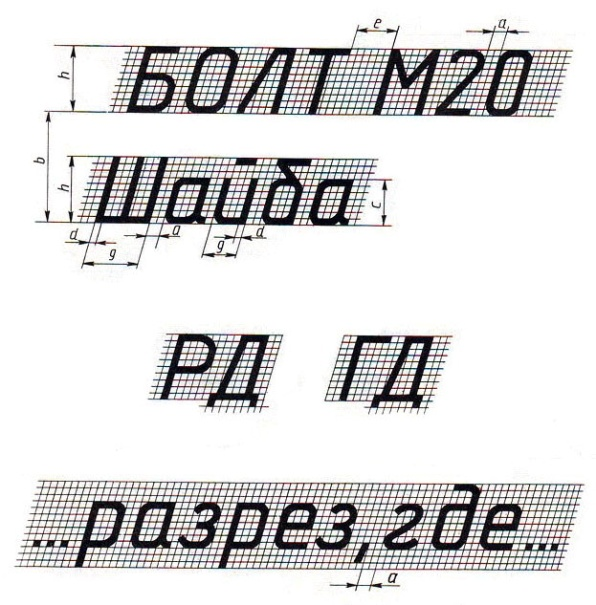 e a
h БОЛТ М20
b
h Шайба c
d g a g d
РД ГД
...разрез, где...
a